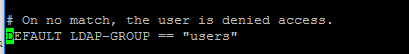 # On no match, the user is denied access.
DEFAULT LDAP-GROUP == "users"